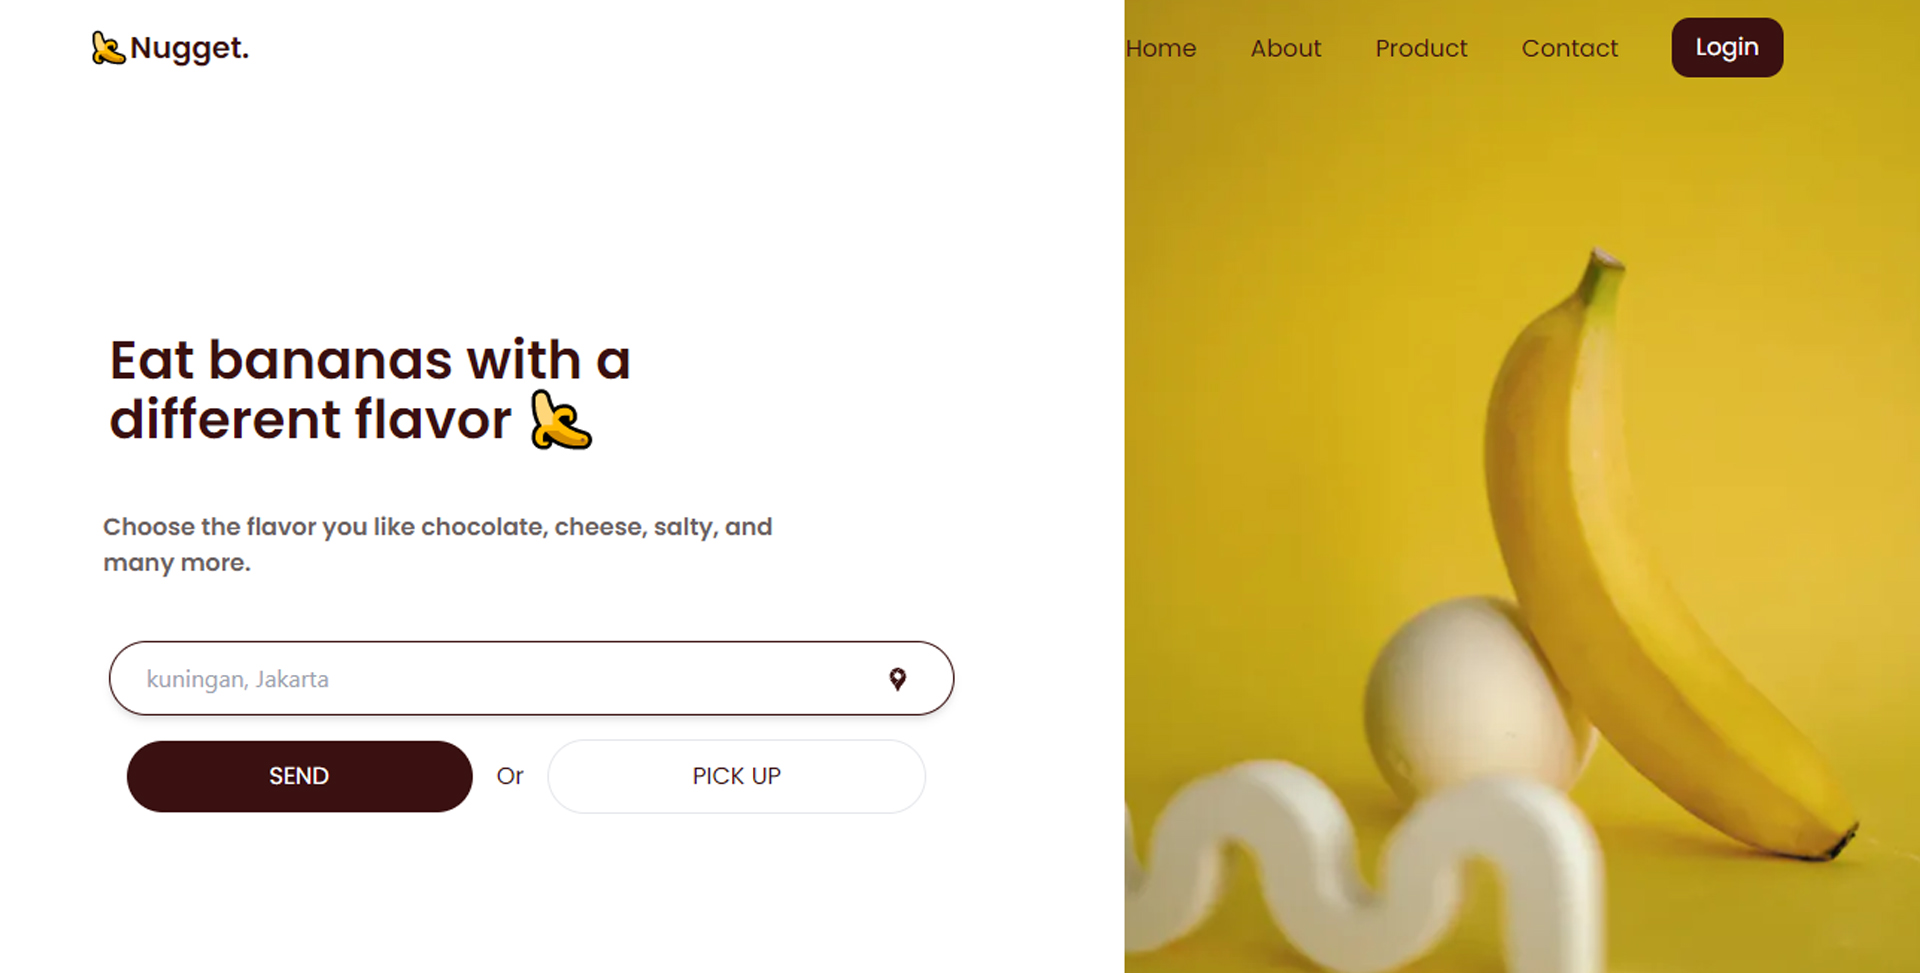 Nugget.
Home About Product Contact Login
Eat bananas with a
different flavor
Choose the flavor you like chocolate, cheese, salty, and
many more.
kuningan, Jakarta
SEND Or PICK UP